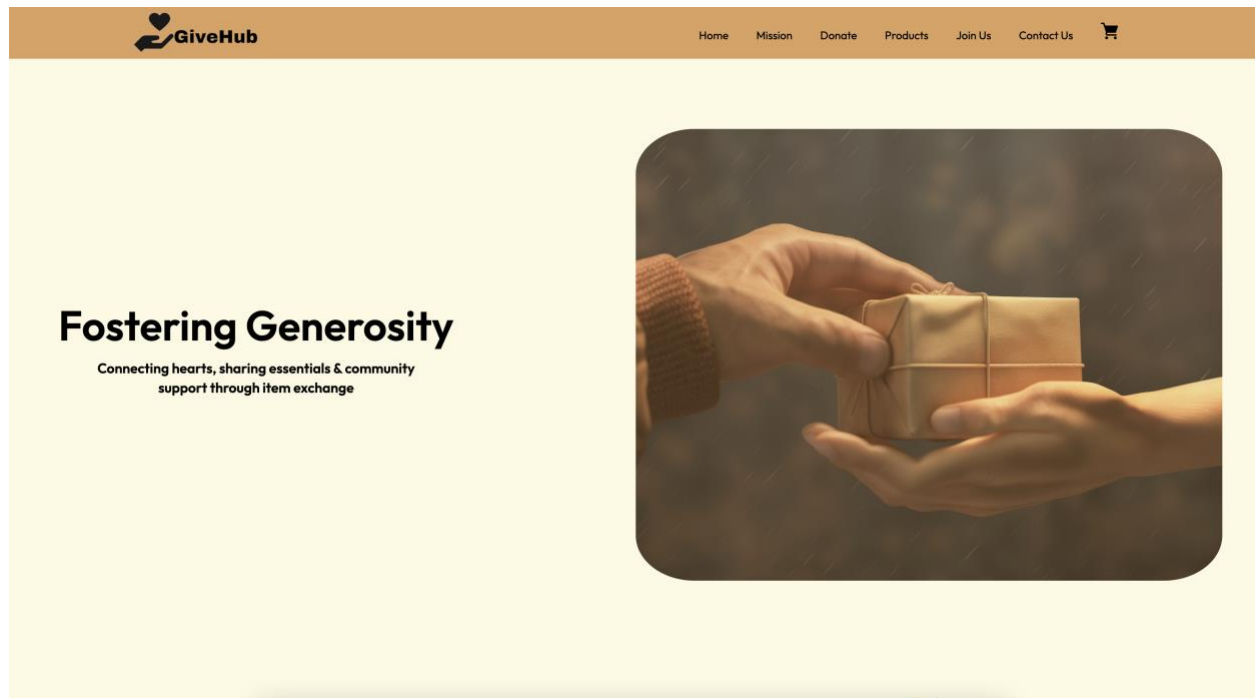 GiveHub
Home Mission Donate Products Join Us Contact Us
Fostering Generosity
Connecting hearts, sharing essentials & community
support through item exchange